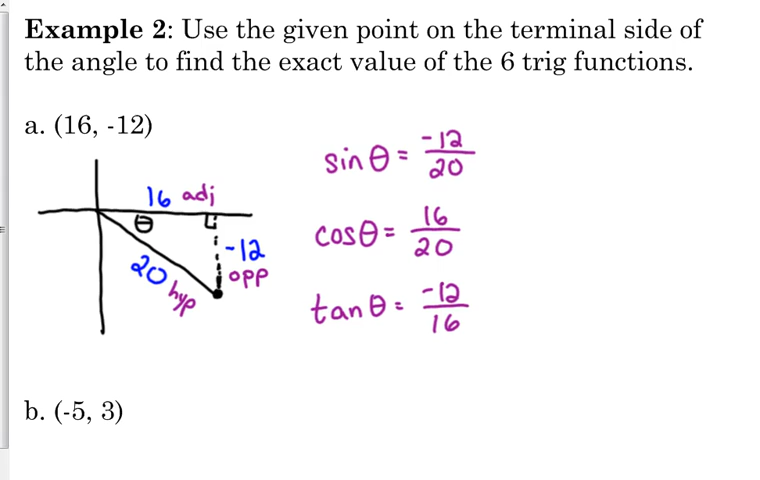 Example 2: Use the given point on the terminal side of
the angle to find the exact value of the 6 trig functions.
a. (16, -12)
16 adj
θ
-12
opp
20 hyp
sin θ = -12/20
cos θ = 16/20
tan θ = -12/16
b. (-5, 3)